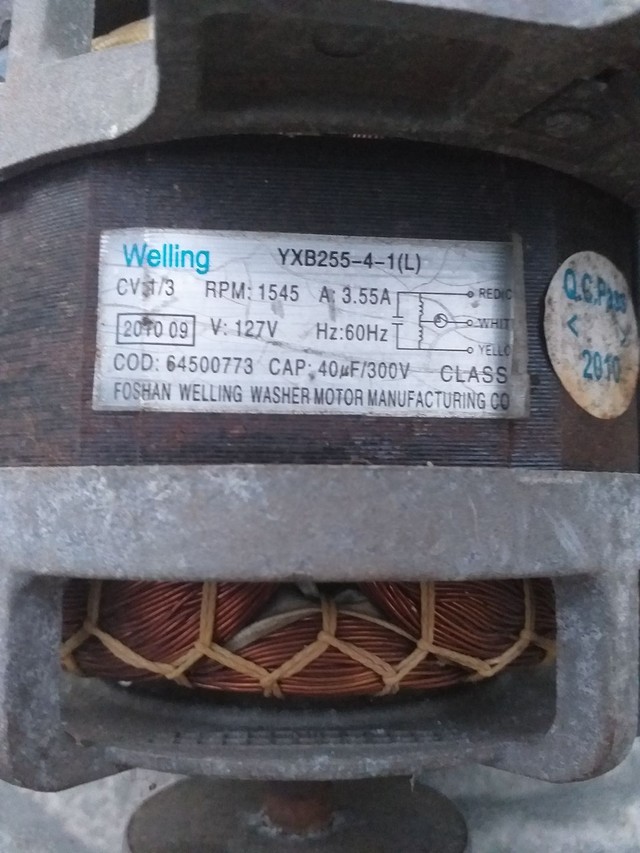 Welling YXB255-4-1(L)
CV:1/3 RPM: 1545 A: 3.55A
2010 09 V: 127V Hz:60Hz
COD: 64500773 CAP: 40μF/300V CLASS
FOSHAN WELLING WASHER MOTOR MANUFACTURING CO
Q.C.Pass
<
2010